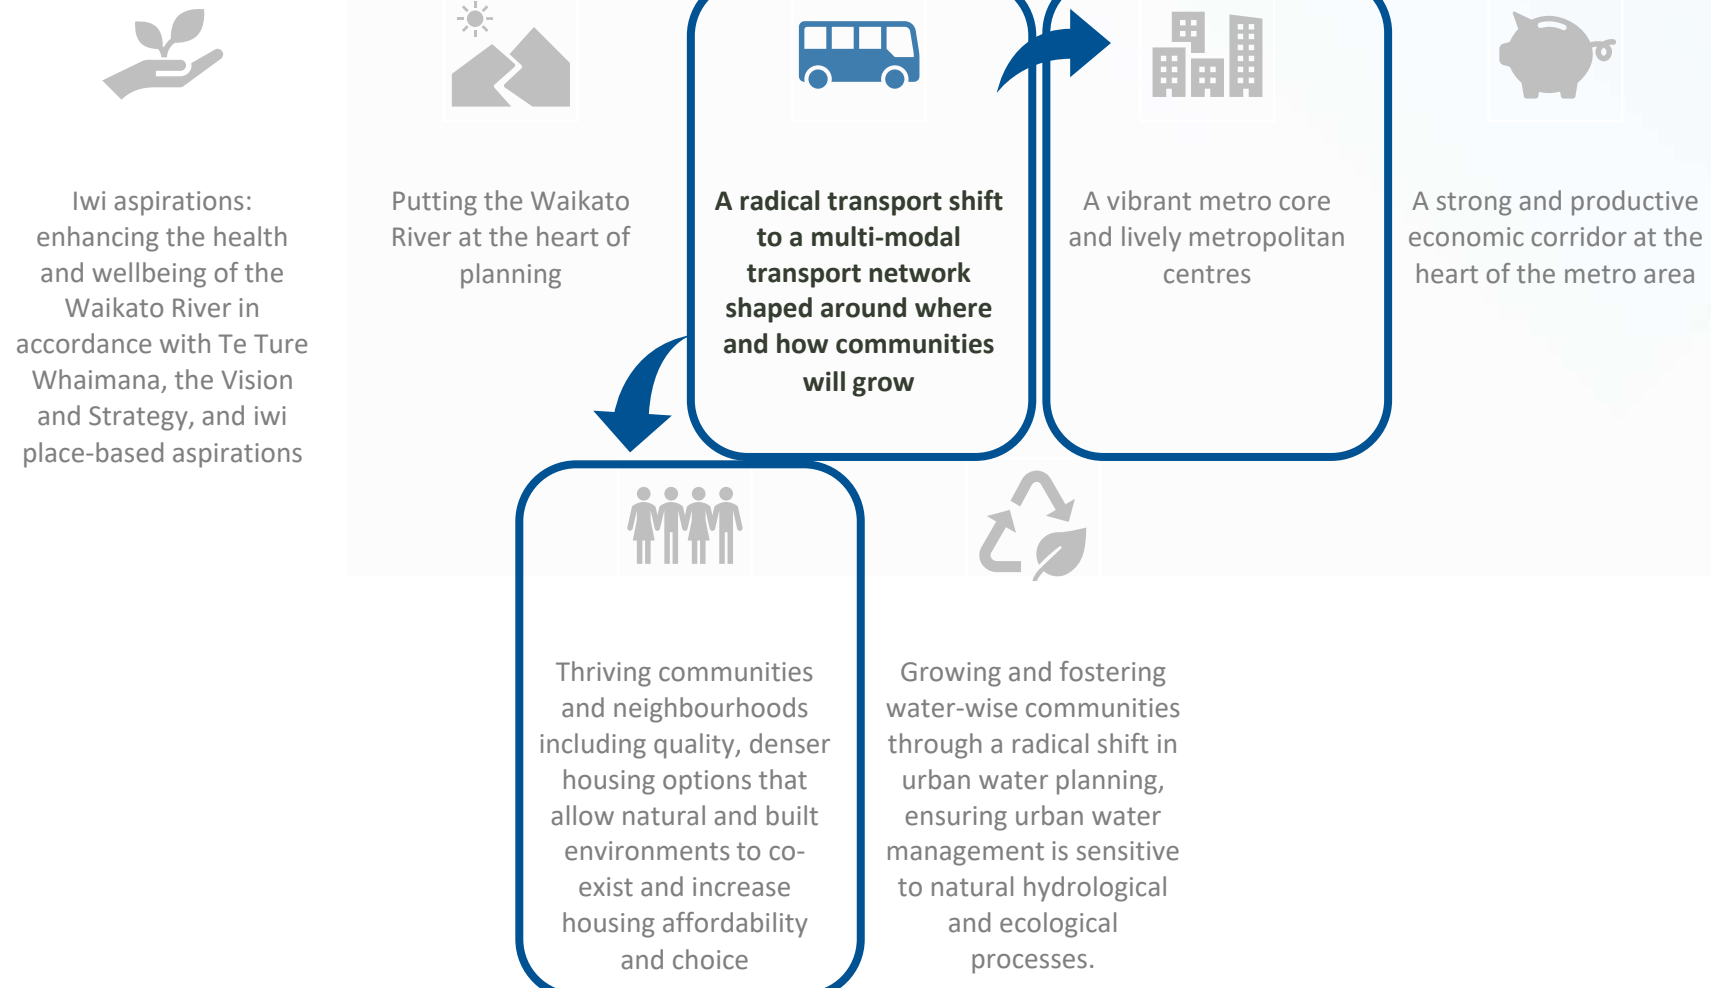 Iwi aspirations:
enhancing the health
and wellbeing of the
Waikato River in
accordance with Te Ture
Whaimana, the Vision
and Strategy, and iwi
place-based aspirations
Putting the Waikato
River at the heart of
planning
A radical transport shift
to a multi-modal
transport network
shaped around where
and how communities
will grow
A vibrant metro core
and lively metropolitan
centres
A strong and productive
economic corridor at the
heart of the metro area
Thriving communities
and neighbourhoods
including quality, denser
housing options that
allow natural and built
environments to co-
exist and increase
housing affordability
and choice
Growing and fostering
water-wise communities
through a radical shift in
urban water planning,
ensuring urban water
management is sensitive
to natural hydrological
and ecological
processes.